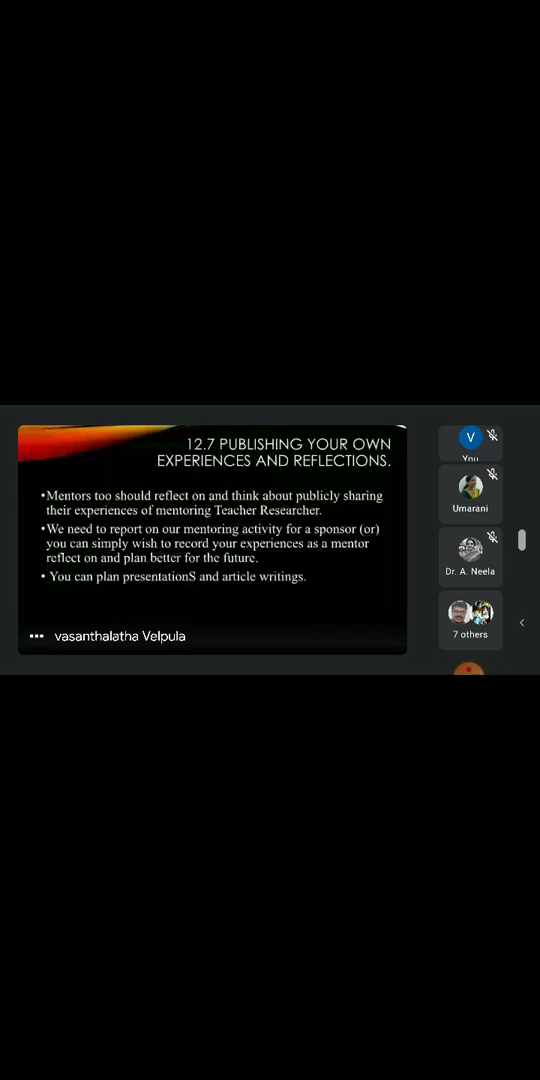 12.7 PUBLISHING YOUR OWN
EXPERIENCES AND REFLECTIONS.
•Mentors too should reflect on and think about publicly sharing
their experiences of mentoring Teacher Researcher.
•We need to report on our mentoring activity for a sponsor (or)
you can simply wish to record your experiences as a mentor
reflect on and plan better for the future.
• You can plan presentationS and article writings.
vasanthalatha Velpula
V
You
Umarani
Dr. A. Neela
7 others